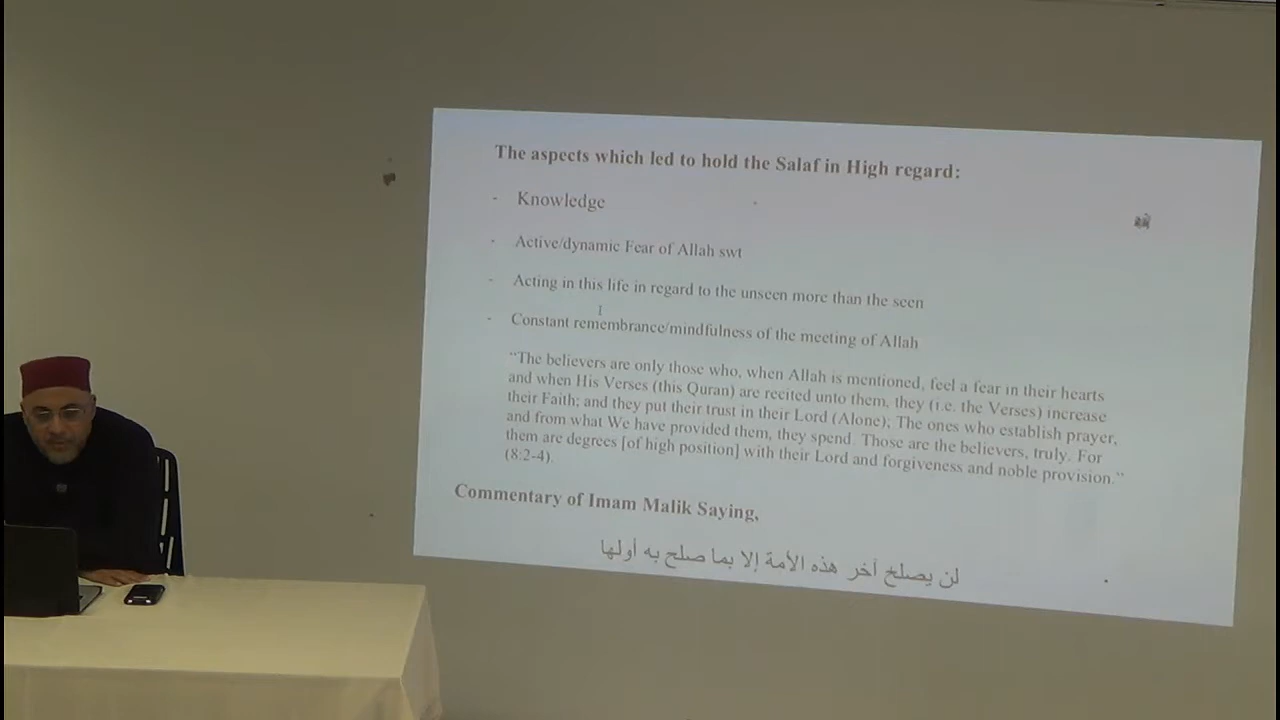 The aspects which led to hold the Salaf in High regard:
- Knowledge
- Active/dynamic Fear of Allah swt
- Acting in this life in regard to the unseen more than the seen
- Constant remembrance/mindfulness of the meeting of Allah
“The believers are only those who, when Allah is mentioned, feel a fear in their hearts
and when His Verses (this Quran) are recited unto them, they (i.e. the Verses) increase
their Faith; and they put their trust in their Lord (Alone); The ones who establish prayer,
and from what We have provided them, they spend. Those are the believers, truly. For
them are degrees [of high position] with their Lord and forgiveness and noble provision.“
(8:2-4).
Commentary of Imam Malik Saying,
لن يصلح آخر هذه الأمة إلا بما صلح به أولها